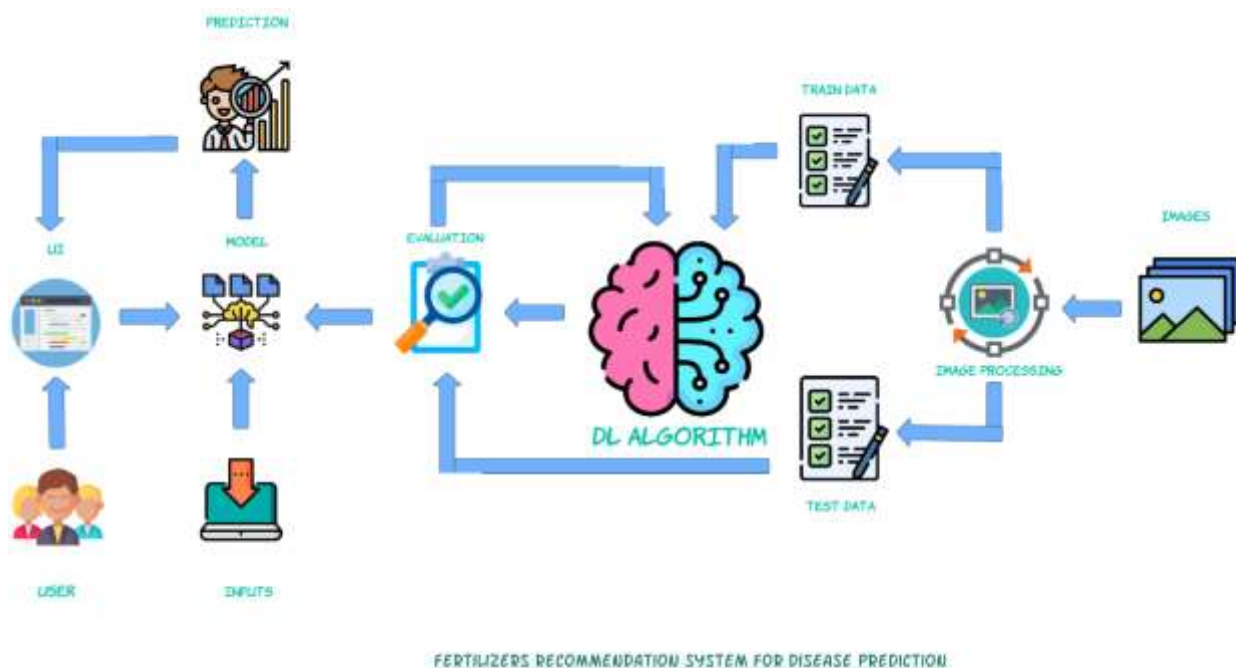 PREDICTION
TRAIN DATA
IMAGES
UI
MODEL
EVALUATION
IMAGE PROCESSING
DL ALGORITHM
TEST DATA
USER
INPUTS
FERTILIZERS RECOMMENDATION SYSTEM FOR DISEASE PREDICTION